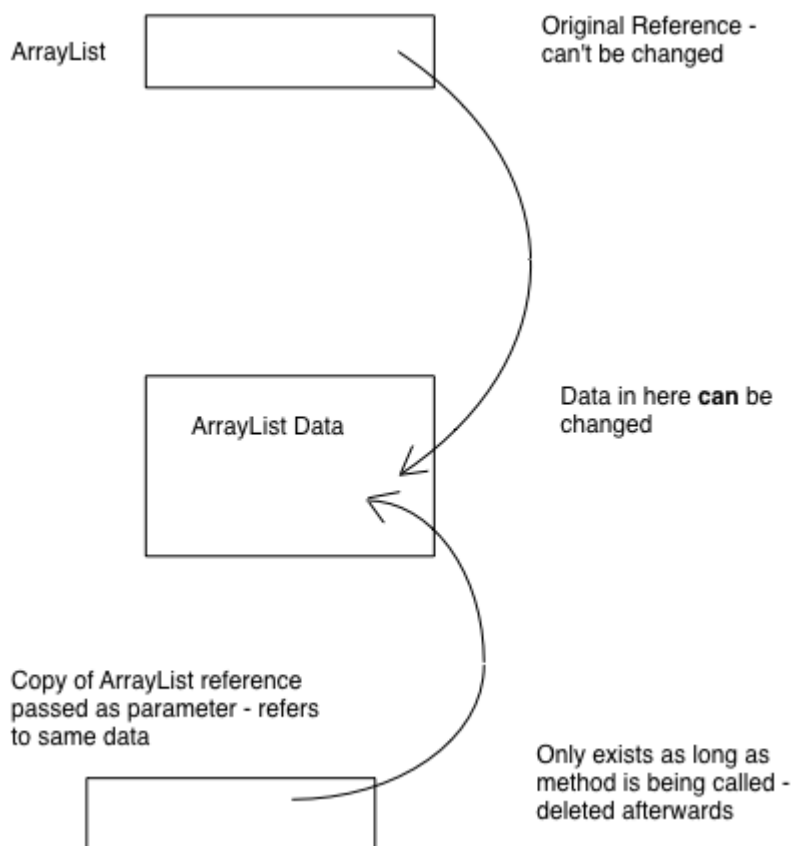 ArrayList
Original Reference -
can't be changed
ArrayList Data
Data in here can be
changed
Copy of ArrayList reference
passed as parameter - refers
to same data
Only exists as long as
method is being called -
deleted afterwards